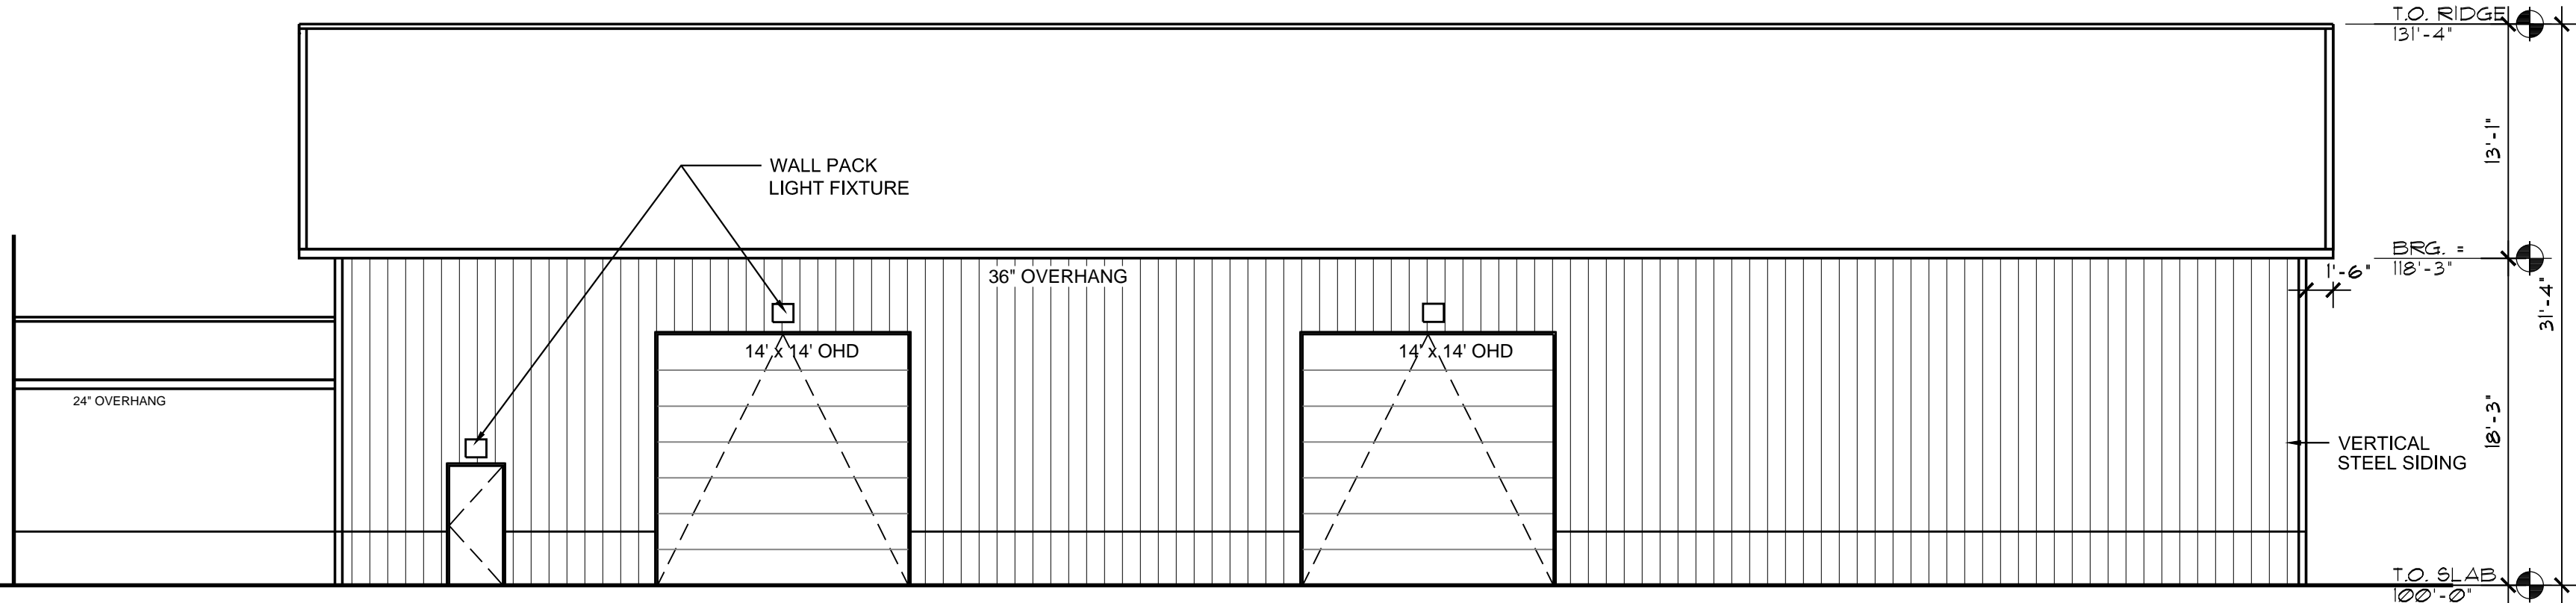 T.O. RIDGE
131'-4"
13'-1"
WALL PACK
LIGHT FIXTURE
BRG. =
118'-3"
36" OVERHANG
1'-6"
31'-4"
14' x 14' OHD
14' x 14' OHD
24" OVERHANG
18'-3"
VERTICAL
STEEL SIDING
T.O. SLAB
100'-0"